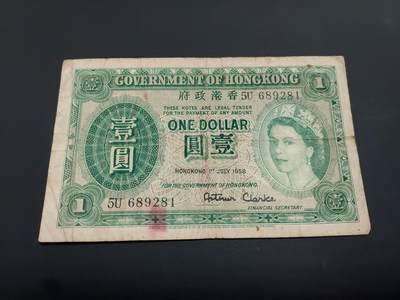 GOVERNMENT OF HONGKONG
1
1
府政港香
5U 689281
THESE NOTES ARE LEGAL TENDER
FOR THE PAYMENT OF ANY AMOUNT
壹圓
ONE DOLLAR
圓壹
HONGKONG 1ST JULY 1958
FOR THE GOVERNMENT OF HONGKONG
1
5U 689281
Arthur Clarke
FINANCIAL SECRETARY.